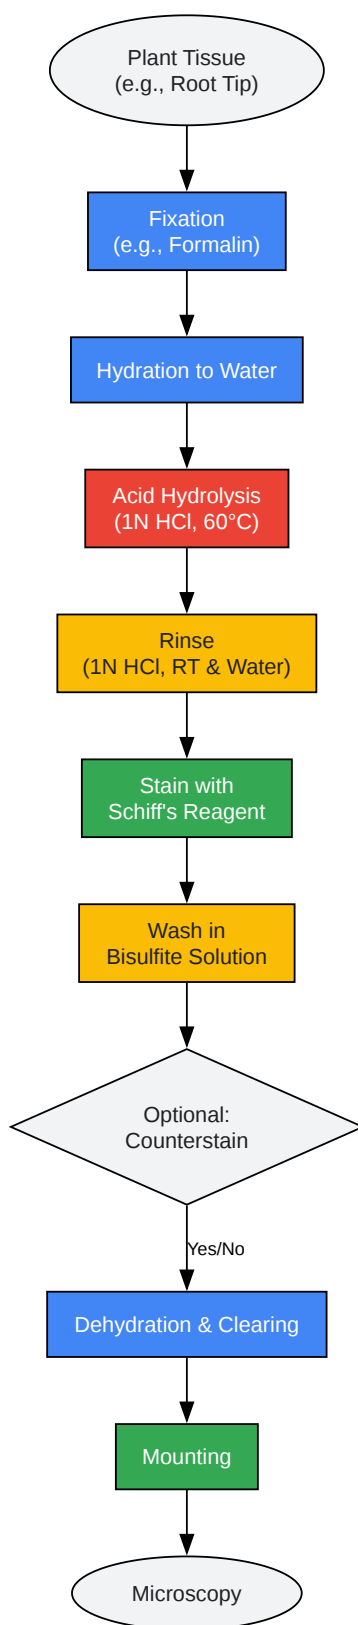 Plant Tissue
(e.g., Root Tip)
Fixation
(e.g., Formalin)
Hydration to Water
Acid Hydrolysis
(1N HCl, 60°C)
Rinse
(1N HCl, RT & Water)
Stain with
Schiff's Reagent
Wash in
Bisulfite Solution
Optional:
Counterstain
Yes/No
Dehydration & Clearing
Mounting
Microscopy